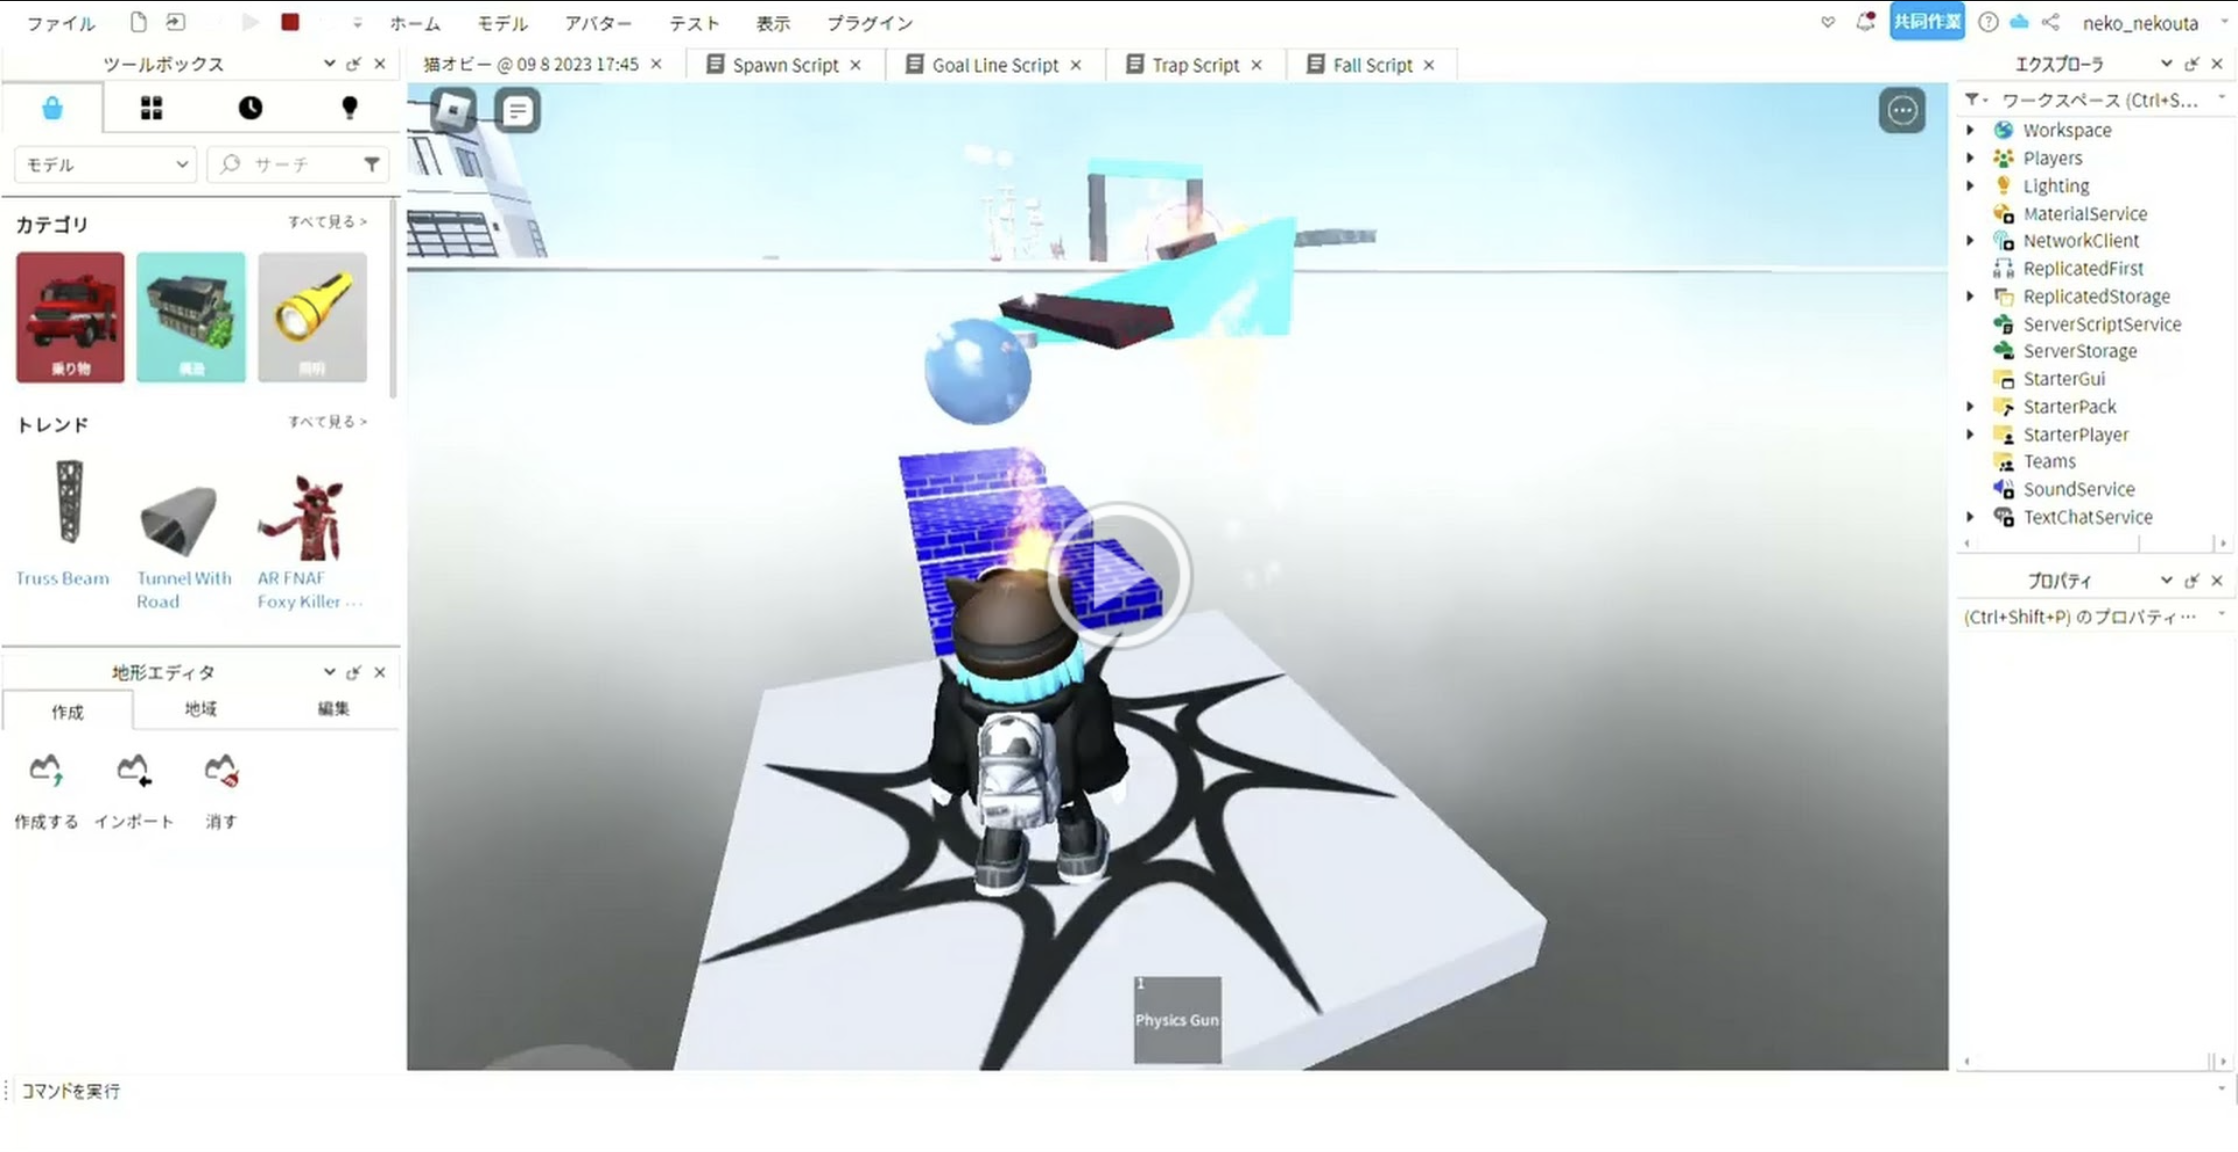 ファイル ホーム モデル アバター テスト 表示 プラグイン 共同作業 neko_nekouta
ツールボックス
猫オビー @ 09 8 2023 17:45 Spawn Script Goal Line Script Trap Script Fall Script
エクスプローラ
ワークスペース (Ctrl+S...
モデル サーチ
カテゴリ すべて見る >
乗り物 構造 照明
トレンド すべて見る >
Truss Beam
Tunnel With
Road
AR FNAF
Foxy Killer ...
地形エディタ
作成 地域 編集
作成する インポート 消す
1
Physics Gun
Workspace
Players
Lighting
MaterialService
NetworkClient
ReplicatedFirst
ReplicatedStorage
ServerScriptService
ServerStorage
StarterGui
StarterPack
StarterPlayer
Teams
SoundService
TextChatService
プロパティ
(Ctrl+Shift+P) のプロパティ...
コマンドを実行